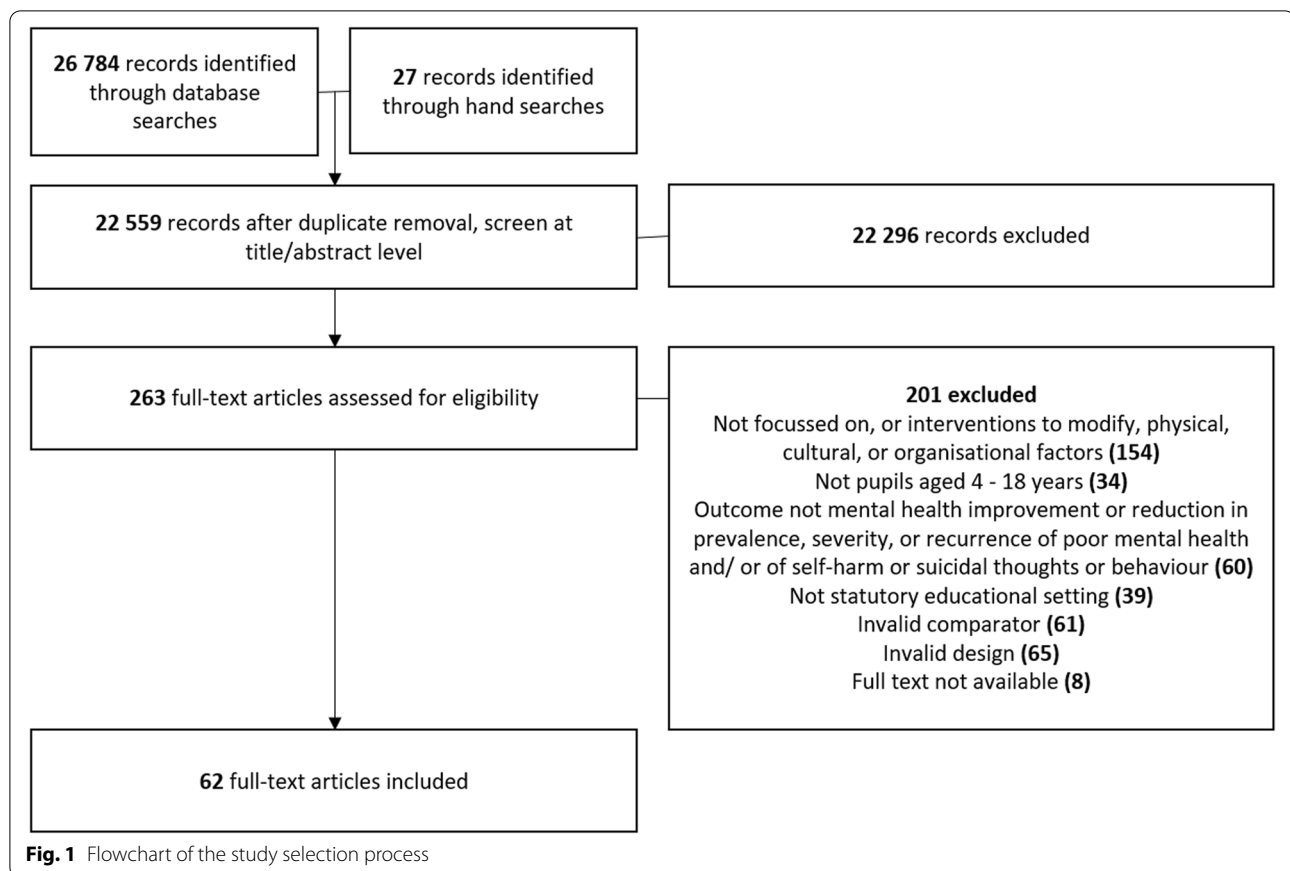 26 784 records identified
through database
searches
27 records identified
through hand searches
22 559 records after duplicate removal, screen at
title/abstract level
22 296 records excluded
263 full-text articles assessed for eligibility
201 excluded
Not focussed on, or interventions to modify, physical,
cultural, or organisational factors (154)
Not pupils aged 4 - 18 years (34)
Outcome not mental health improvement or reduction in
prevalence, severity, or recurrence of poor mental health
and/ or of self-harm or suicidal thoughts or behaviour (60)
Not statutory educational setting (39)
Invalid comparator (61)
Invalid design (65)
Full text not available (8)
62 full-text articles included
Fig. 1 Flowchart of the study selection process